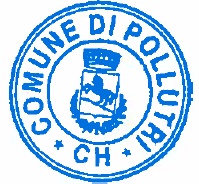 * COMUNE DI POLLUTRI *
CH